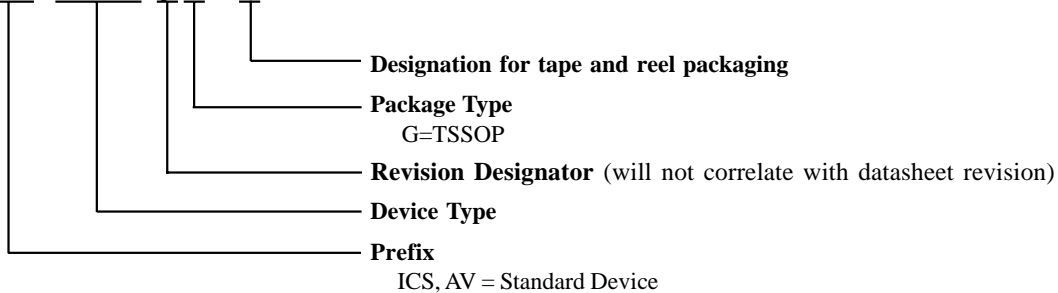 Designation for tape and reel packaging
Package Type
G=TSSOP
Revision Designator (will not correlate with datasheet revision)
Device Type
Prefix
ICS, AV = Standard Device